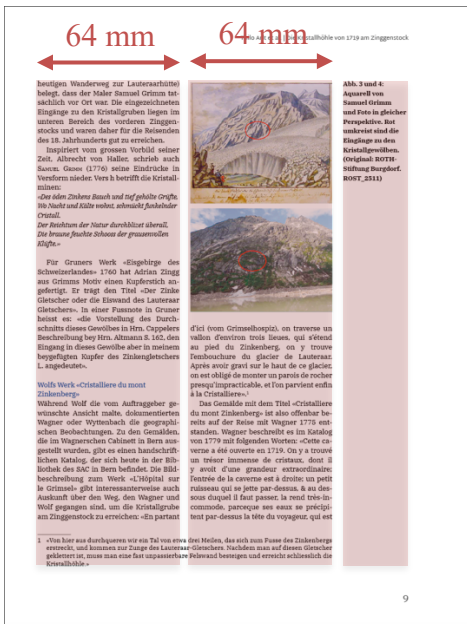 64 mm
64 mm
Art et al. | Die Kristallhöhle von 1719 am Zinggenstock
heutigen Wanderweg zur Lauteraarhütte)
belegt, dass der Maler Samuel Grimm tat-
sächlich vor Ort war. Die eingezeichneten
Eingänge zu den Kristallgruben liegen im
unteren Bereich des vorderen Zinggen-
stocks und waren daher für die Reisenden
des 18. Jahrhunderts gut zu erreichen.
Inspiriert vom grossen Vorbild seiner
Zeit, Albrecht von Haller, schrieb auch
Samuel Grimm (1776) seine Eindrücke in
Versform nieder. Vers h betrifft die Kristall-
minen:
«Des öden Zinkens Bauch und tief gehölte Grüfte,
Wo Nacht und Kälte wohnt, schmückt funkelnder
Cristall.
Der Reichtum der Natur durchblizet überall,
Die braune feuchte Schooss der grausenvollen
Klüfte.»
Für Gruners Werk «Eisgebirge des
Schweizerlandes» 1760 hat Adrian Zingg
aus Grimms Motiv einen Kupferstich an-
gefertigt. Er trägt den Titel «Der Zinke
Gletscher oder die Eiswand des Lauteraar
Gletschers». In einer Fussnote in Gruner
heisst es: «die Vorstellung des Durch-
schnitts dieses Gewölbes in Hrn. Cappelers
Beschreibung bey Hrn. Altmann S. 162, den
Eingang in dieses Gewölbe aber in meinem
beygefügten Kupfer des Zinkengletschers
L. angedeutet».
Wolfs Werk «Cristalliere du mont
Zinkenberg»
Während Wolf die vom Auftraggeber ge-
wünschte Ansicht malte, dokumentierten
Wagner oder Wyttenbach die geographi-
schen Beobachtungen. Zu den Gemälden,
die im Wagnerschen Cabinett in Bern aus-
gestellt wurden, gibt es einen handschrift-
lichen Katalog, der sich heute in der Bib-
liothek des SAC in Bern befindet. Die Bild-
beschreibung zum Werk «L'Hôpital sur
le Grimsel» gibt interessanterweise auch
Auskunft über den Weg, den Wagner und
Wolf gegangen sind, um die Kristallgrube
am Zinggenstock zu erreichen: «En partant
d'ici (vom Grimselhospiz), on traverse un
vallon d'environ trois lieues, qui s'étend
au pied du Zinkenberg, on y trouve
l'embouchure du glacier de Lauteraar.
Après avoir gravi sur le haut de ce glacier,
on est obligé de monter un parois de rocher
presqu'impracticable, et l'on parvient enfin
à la Cristalliere».¹
Das Gemälde mit dem Titel «Cristalliere
du mont Zinkenberg» ist also offenbar be-
reits auf der Reise mit Wagner 1778 ent-
standen. Wagner beschreibt es im Katalog
von 1779 mit folgenden Worten: «Cette ca-
verne a été ouverte en 1719. On y a trouvé
un trésor immense de cristaux, dont il
y avoit d'une grandeur extraordinaire;
l'entrée de la caverne est à droite; un petit
ruisseau qui se jette par-dessus, & au des-
sous duquel il faut passer, la rend très-in-
commode, parceque ses eaux se précipi-
tent par-dessus la tête du voyageur, qui est
Abb. 3 und 4:
Aquarell von
Samuel Grimm
und Foto in gleicher
Perspektive. Rot
umkreist sind die
Eingänge zu den
Kristallgewölben.
(Original: ROTH-
Stiftung Burgdorf.
ROST_2511)
1 «Von hier aus durchqueren wir ein Tal von etwa drei Meilen, das sich zum Fusse des Zinkenbergs
erstreckt, und kommen zur Zunge des Lauteraar-Gletschers. Nachdem man auf diesen Gletscher
geklettert ist, muss man eine fast unpassierbare Felswand besteigen und erreicht schliesslich die
Kristallhöhle.»
9